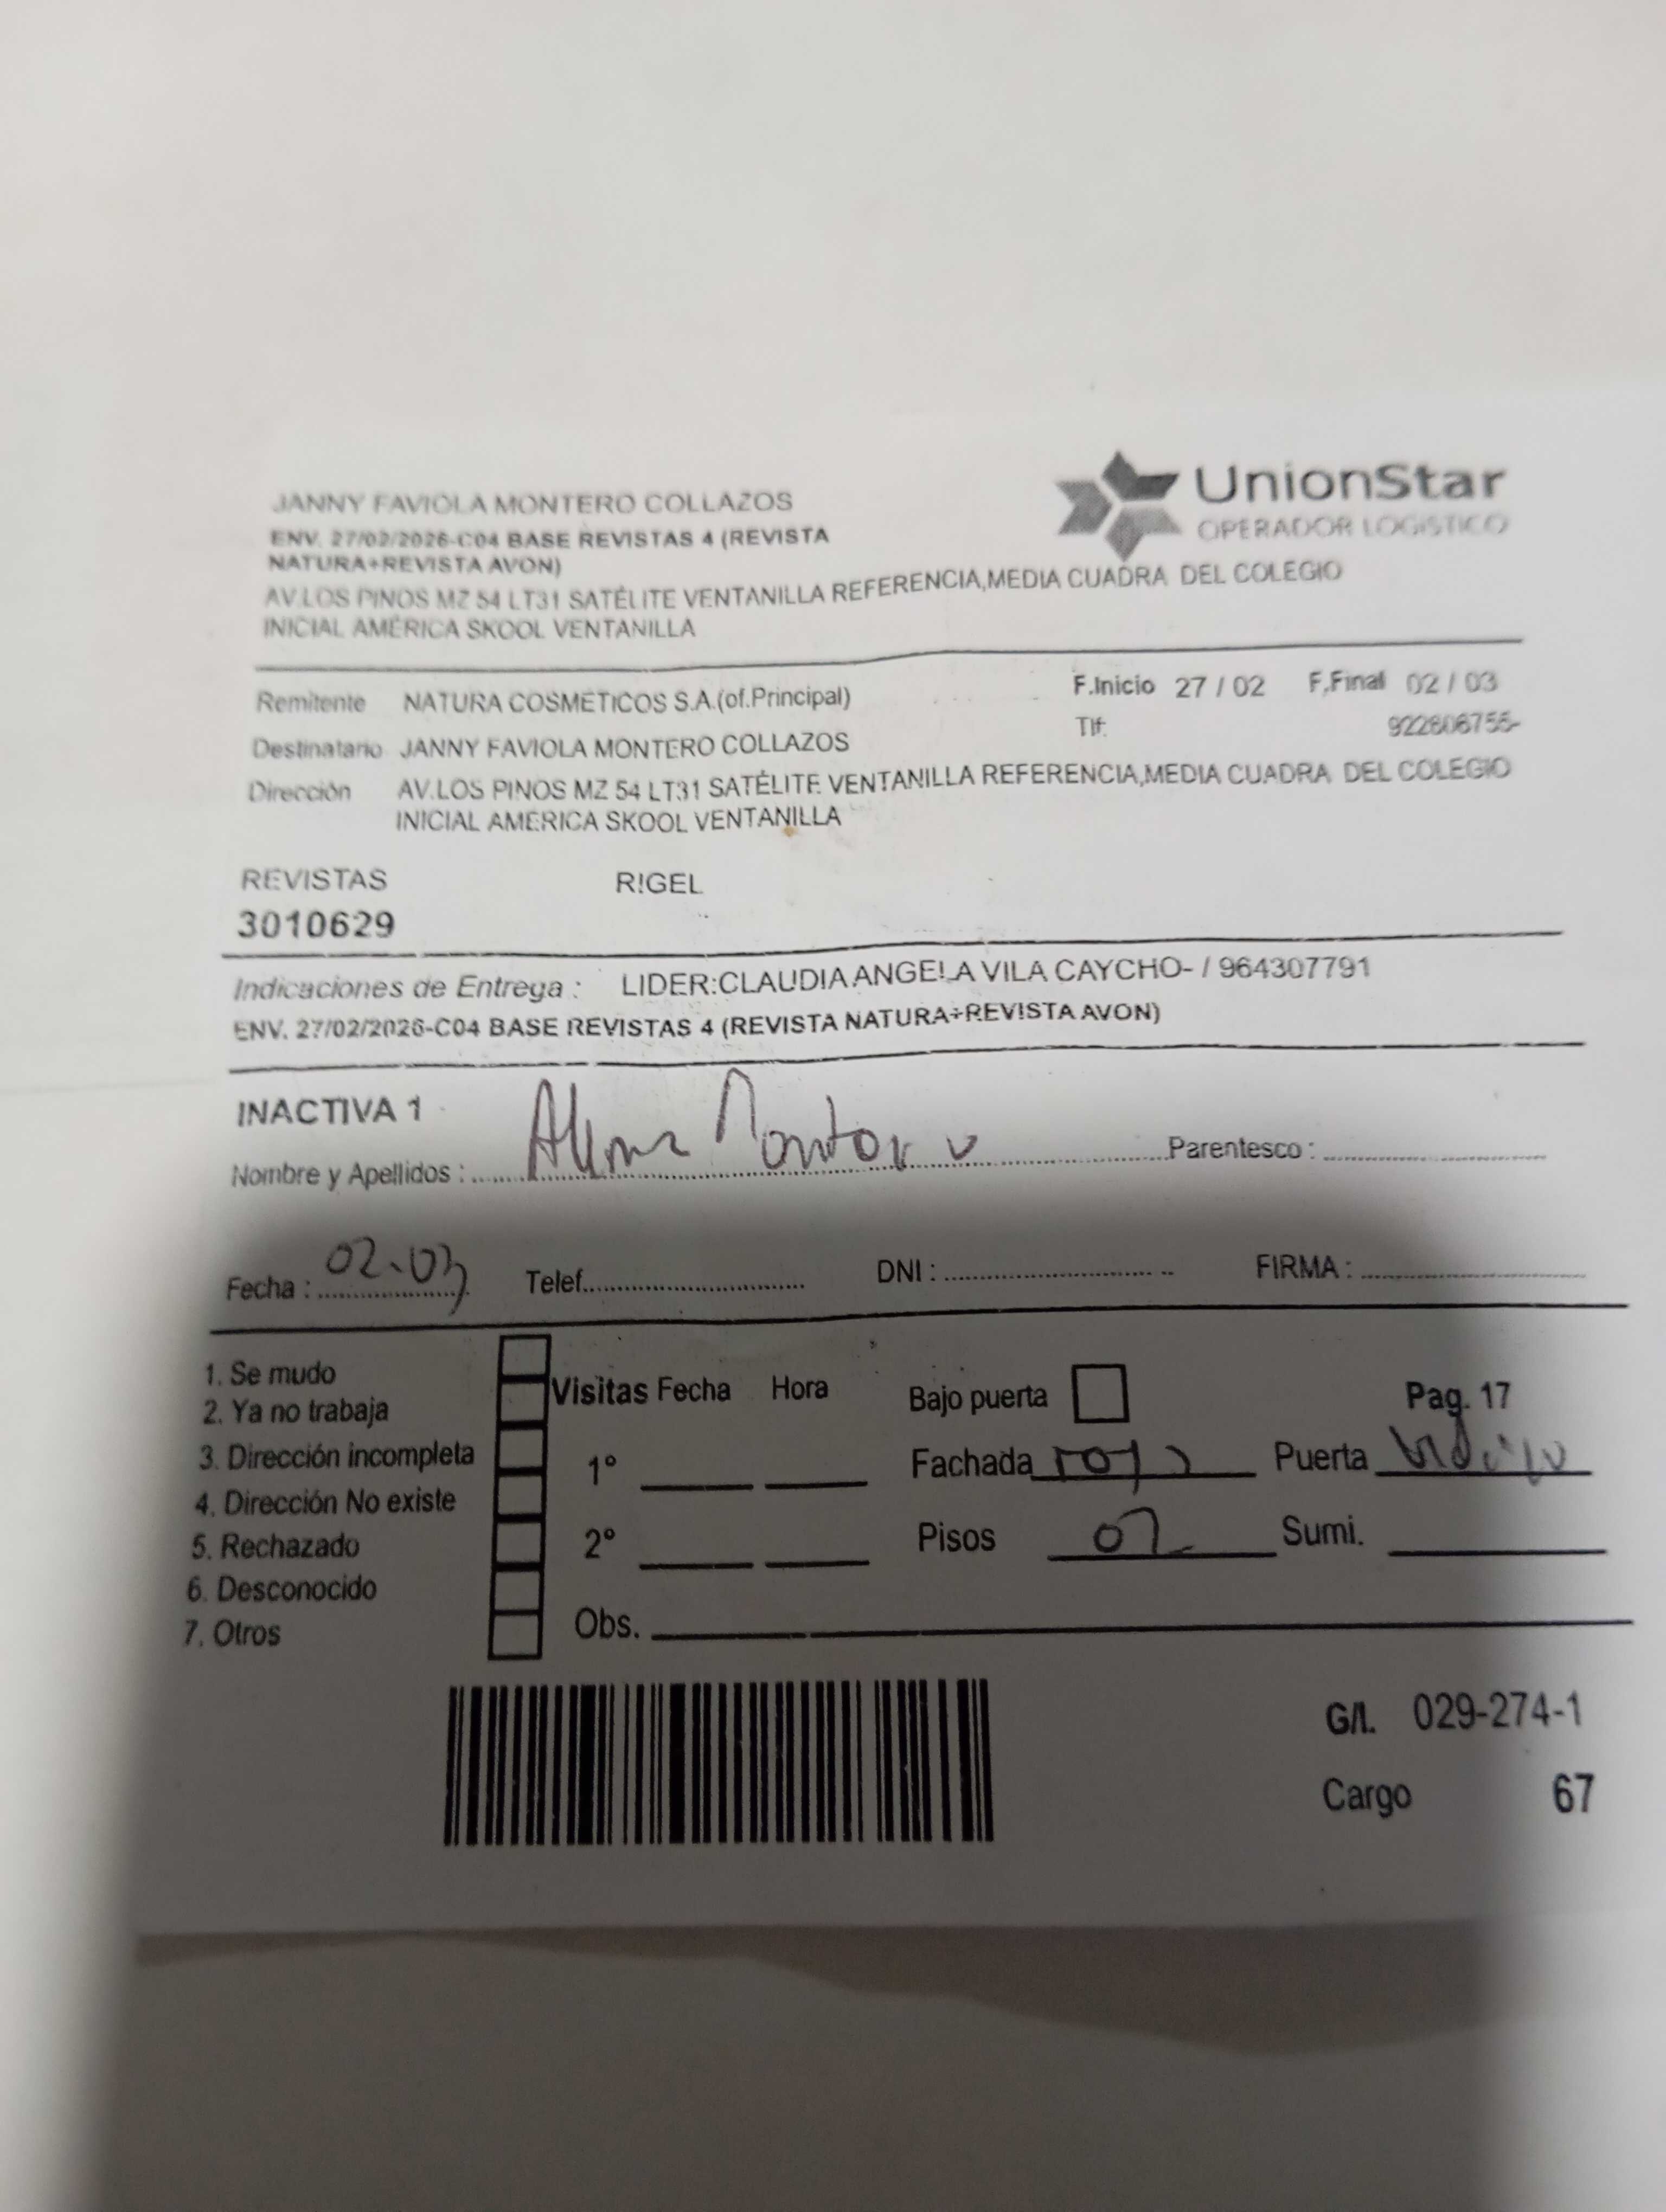 JANNY FAVIOLA MONTERO COLLAZOS
ENV. 27/02/2026-C04 BASE REVISTAS 4 (REVISTA
NATURA+REVISTA AVON)
AV.LOS PINOS MZ 54 LT31 SATÉLITE VENTANILLA REFERENCIA,MEDIA CUADRA DEL COLEGIO
INICIAL AMÉRICA SKOOL VENTANILLA
UnionStar
OPERADOR LOGISTICO
Remitente NATURA COSMETICOS S.A.(of.Principal)
F.Inicio 27 / 02 F.Final 02 / 03
Tlf: 922606755-
Destinatario JANNY FAVIOLA MONTERO COLLAZOS
Dirección AV.LOS PINOS MZ 54 LT31 SATÉLITE VENTANILLA REFERENCIA,MEDIA CUADRA DEL COLEGIO
INICIAL AMÉRICA SKOOL VENTANILLA
REVISTAS R!GEL
3010629
Indicaciones de Entrega : LIDER:CLAUDIA ANGELA VILA CAYCHO- / 964307791
ENV. 27/02/2026-C04 BASE REVISTAS 4 (REVISTA NATURA+REVISTA AVON)
INACTIVA 1
Nombre y Apellidos : Parentesco :
Fecha : 02-03 Telef. DNI : FIRMA :
1. Se mudo
2. Ya no trabaja
3. Dirección incompleta
4. Dirección No existe
5. Rechazado
6. Desconocido
7. Otros
Visitas Fecha Hora
1°
2°
Obs.
Bajo puerta Pag. 17
Fachada Puerta
Pisos 02 Sumi.
G/I. 029-274-1
Cargo 67